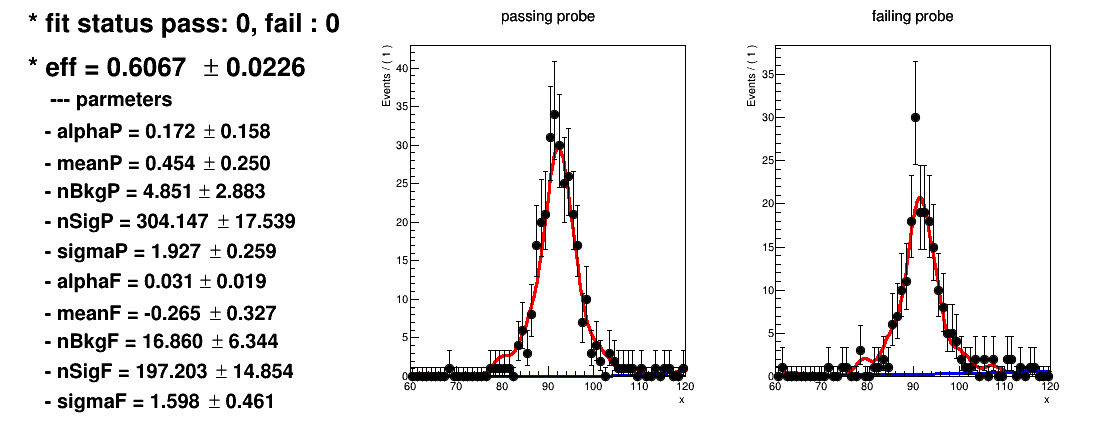 * fit status pass: 0, fail : 0
* eff = 0.6067 ± 0.0226
--- parmeters
- alphaP = 0.172 ± 0.158
- meanP = 0.454 ± 0.250
- nBkgP = 4.851 ± 2.883
- nSigP = 304.147 ± 17.539
- sigmaP = 1.927 ± 0.259
- alphaF = 0.031 ± 0.019
- meanF = -0.265 ± 0.327
- nBkgF = 16.860 ± 6.344
- nSigF = 197.203 ± 14.854
- sigmaF = 1.598 ± 0.461
passing probe
Events / ( 1 )
40
35
30
25
20
15
10
5
0
60 70 80 90 100 110 120
x
failing probe
Events / ( 1 )
35
30
25
20
15
10
5
0
60 70 80 90 100 110 120
x